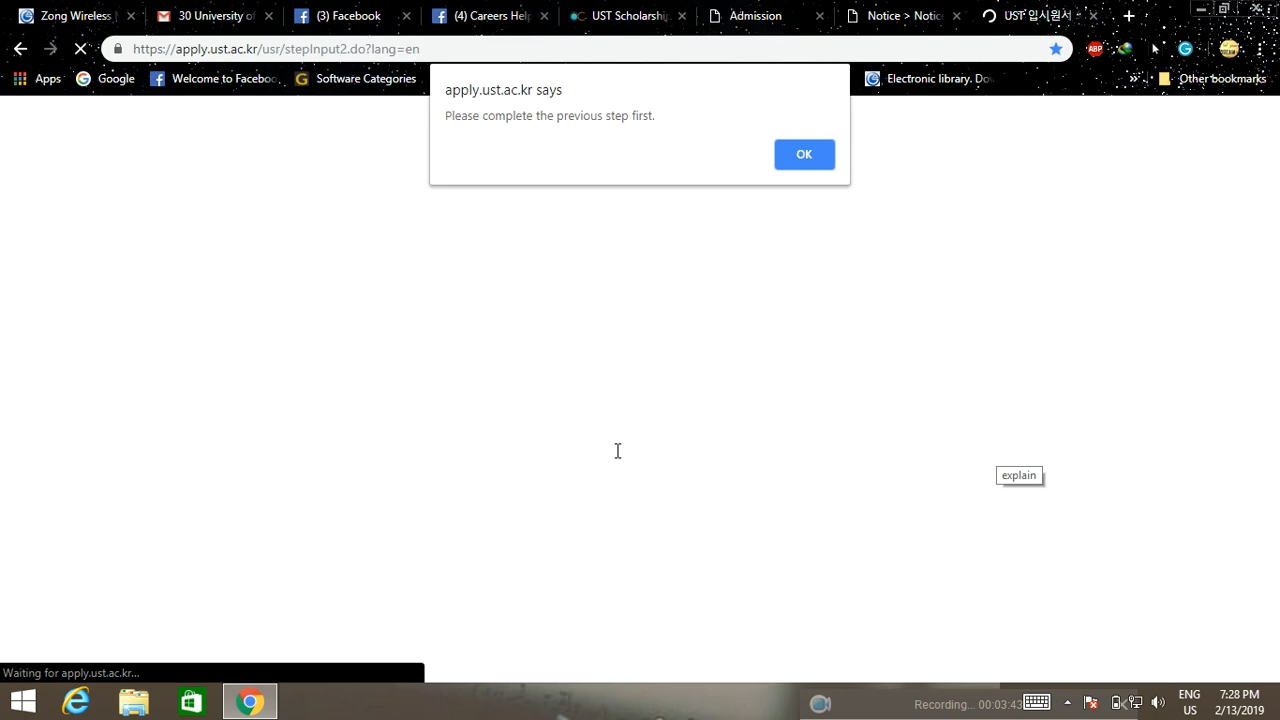 Zong Wireless
30 University of
(3) Facebook
(4) Careers Help
UST Scholarship
Admission
Notice > Notice
UST 입시원서
https://apply.ust.ac.kr/usr/stepInput2.do?lang=en
ABP
Apps
Google
Welcome to Faceboo
Software Categories
Electronic library. Do
»
Other bookmarks
apply.ust.ac.kr says
Please complete the previous step first.
OK
explain
Waiting for apply.ust.ac.kr...
Recording... 00:03:43
ENG
US
7:28 PM
2/13/2019